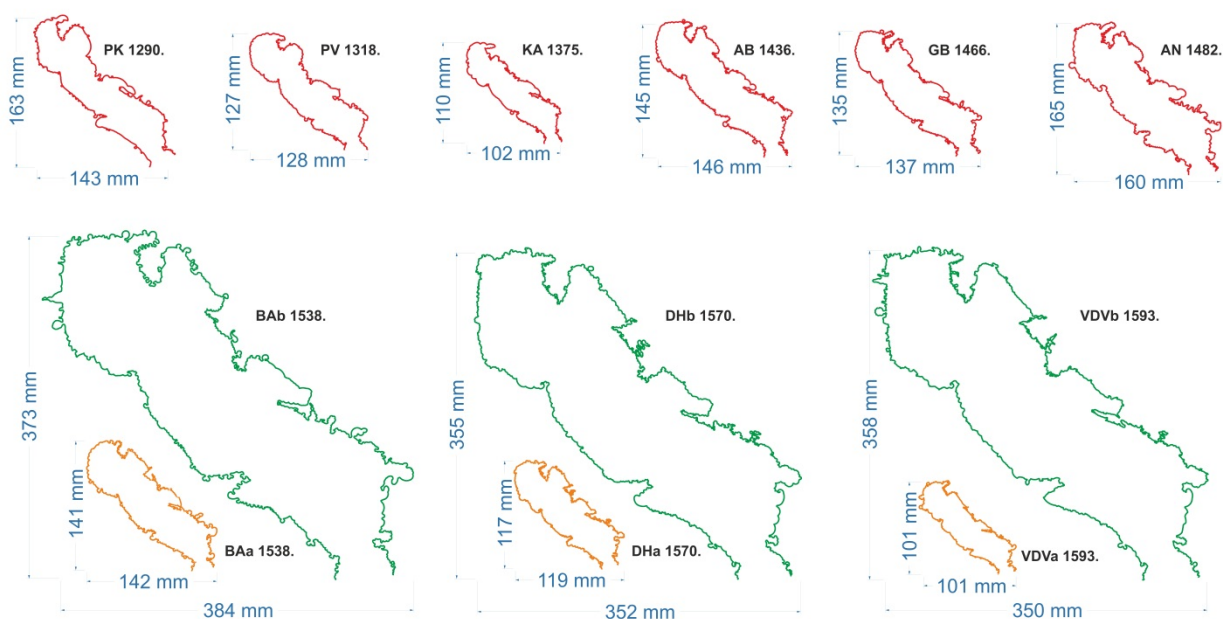 PK 1290.
163 mm
143 mm
PV 1318.
127 mm
128 mm
KA 1375.
110 mm
102 mm
AB 1436.
145 mm
146 mm
GB 1466.
135 mm
137 mm
AN 1482.
165 mm
160 mm
BAb 1538.
373 mm
384 mm
BAa 1538.
141 mm
142 mm
DHb 1570.
355 mm
352 mm
DHa 1570.
117 mm
119 mm
VDVb 1593.
358 mm
350 mm
VDVa 1593.
101 mm
101 mm